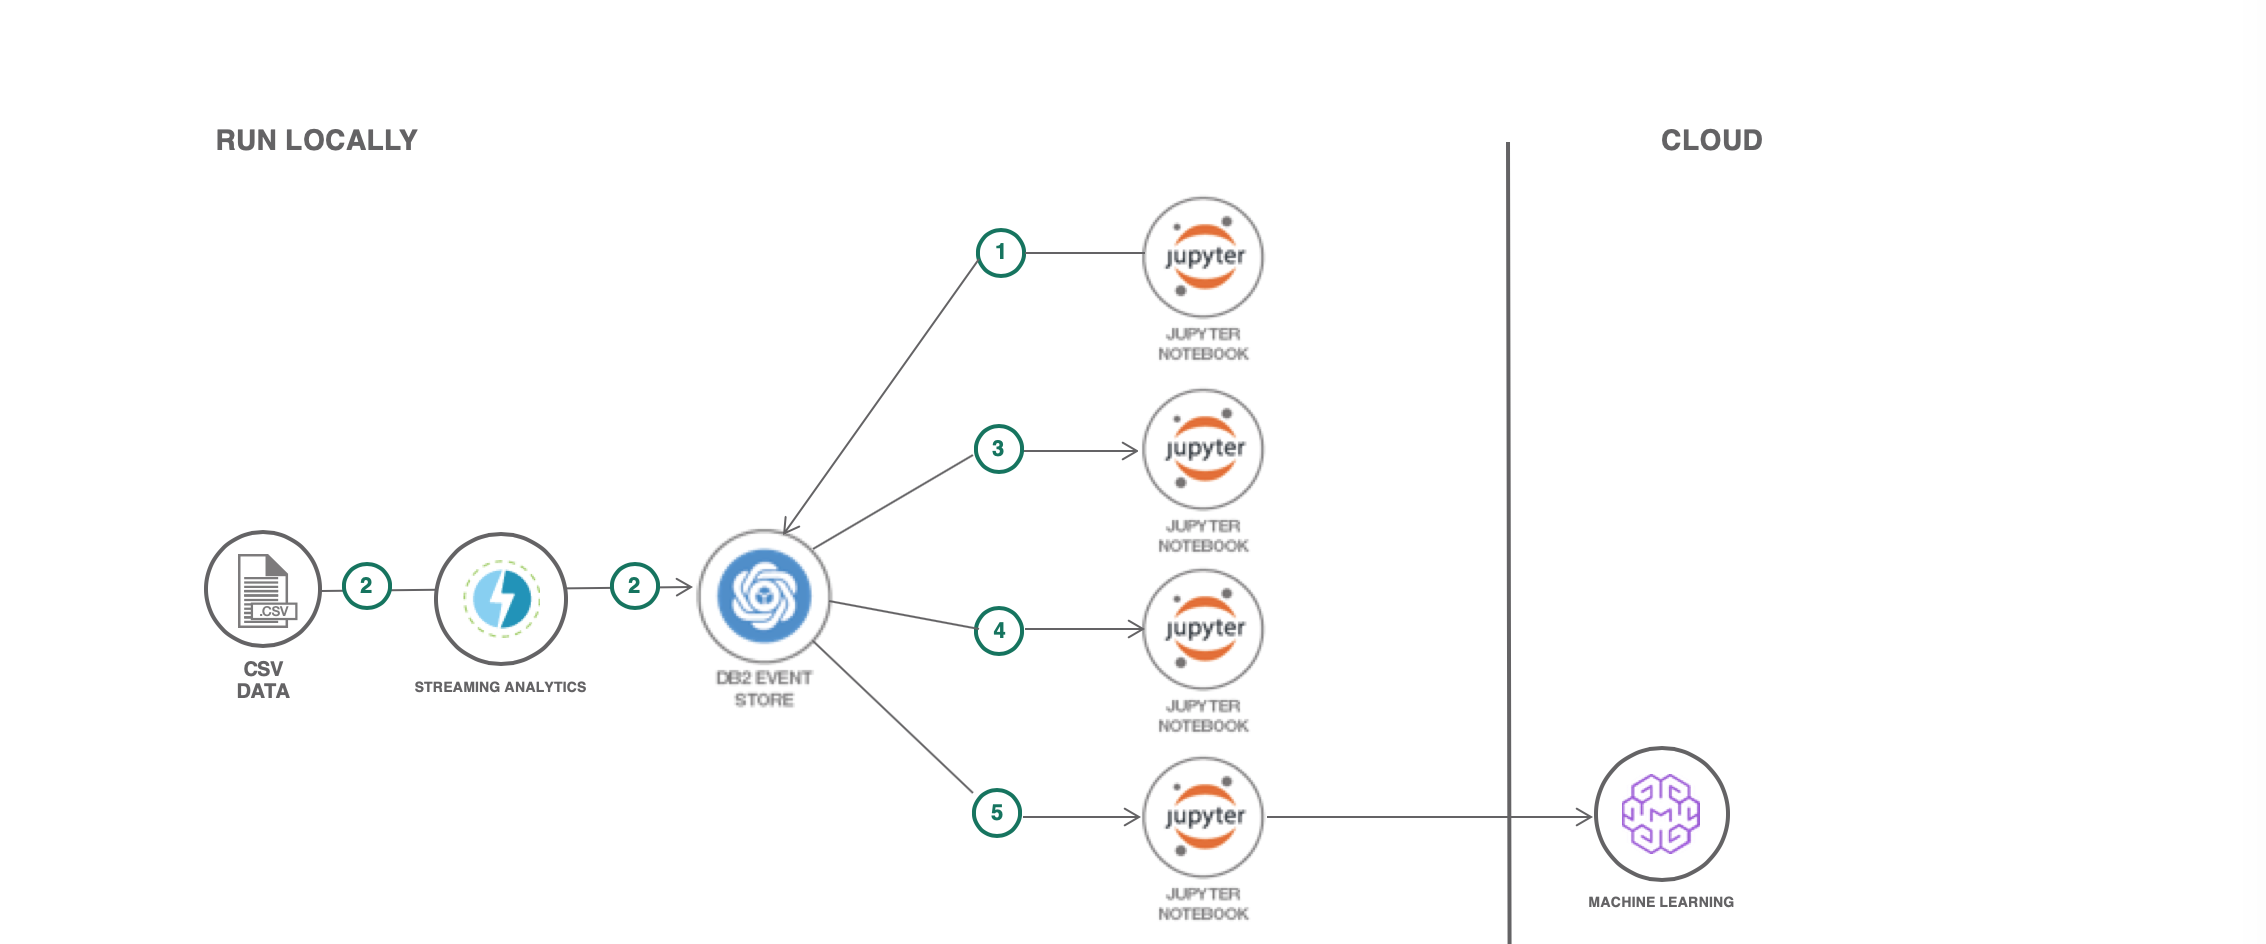 RUN LOCALLY
CLOUD
1
jupyter
JUPYTER
NOTEBOOK
3
jupyter
JUPYTER
NOTEBOOK
2
2
.CSV
CSV
DATA
STREAMING ANALYTICS
DB2 EVENT
STORE
4
jupyter
JUPYTER
NOTEBOOK
5
jupyter
JUPYTER
NOTEBOOK
M
MACHINE LEARNING